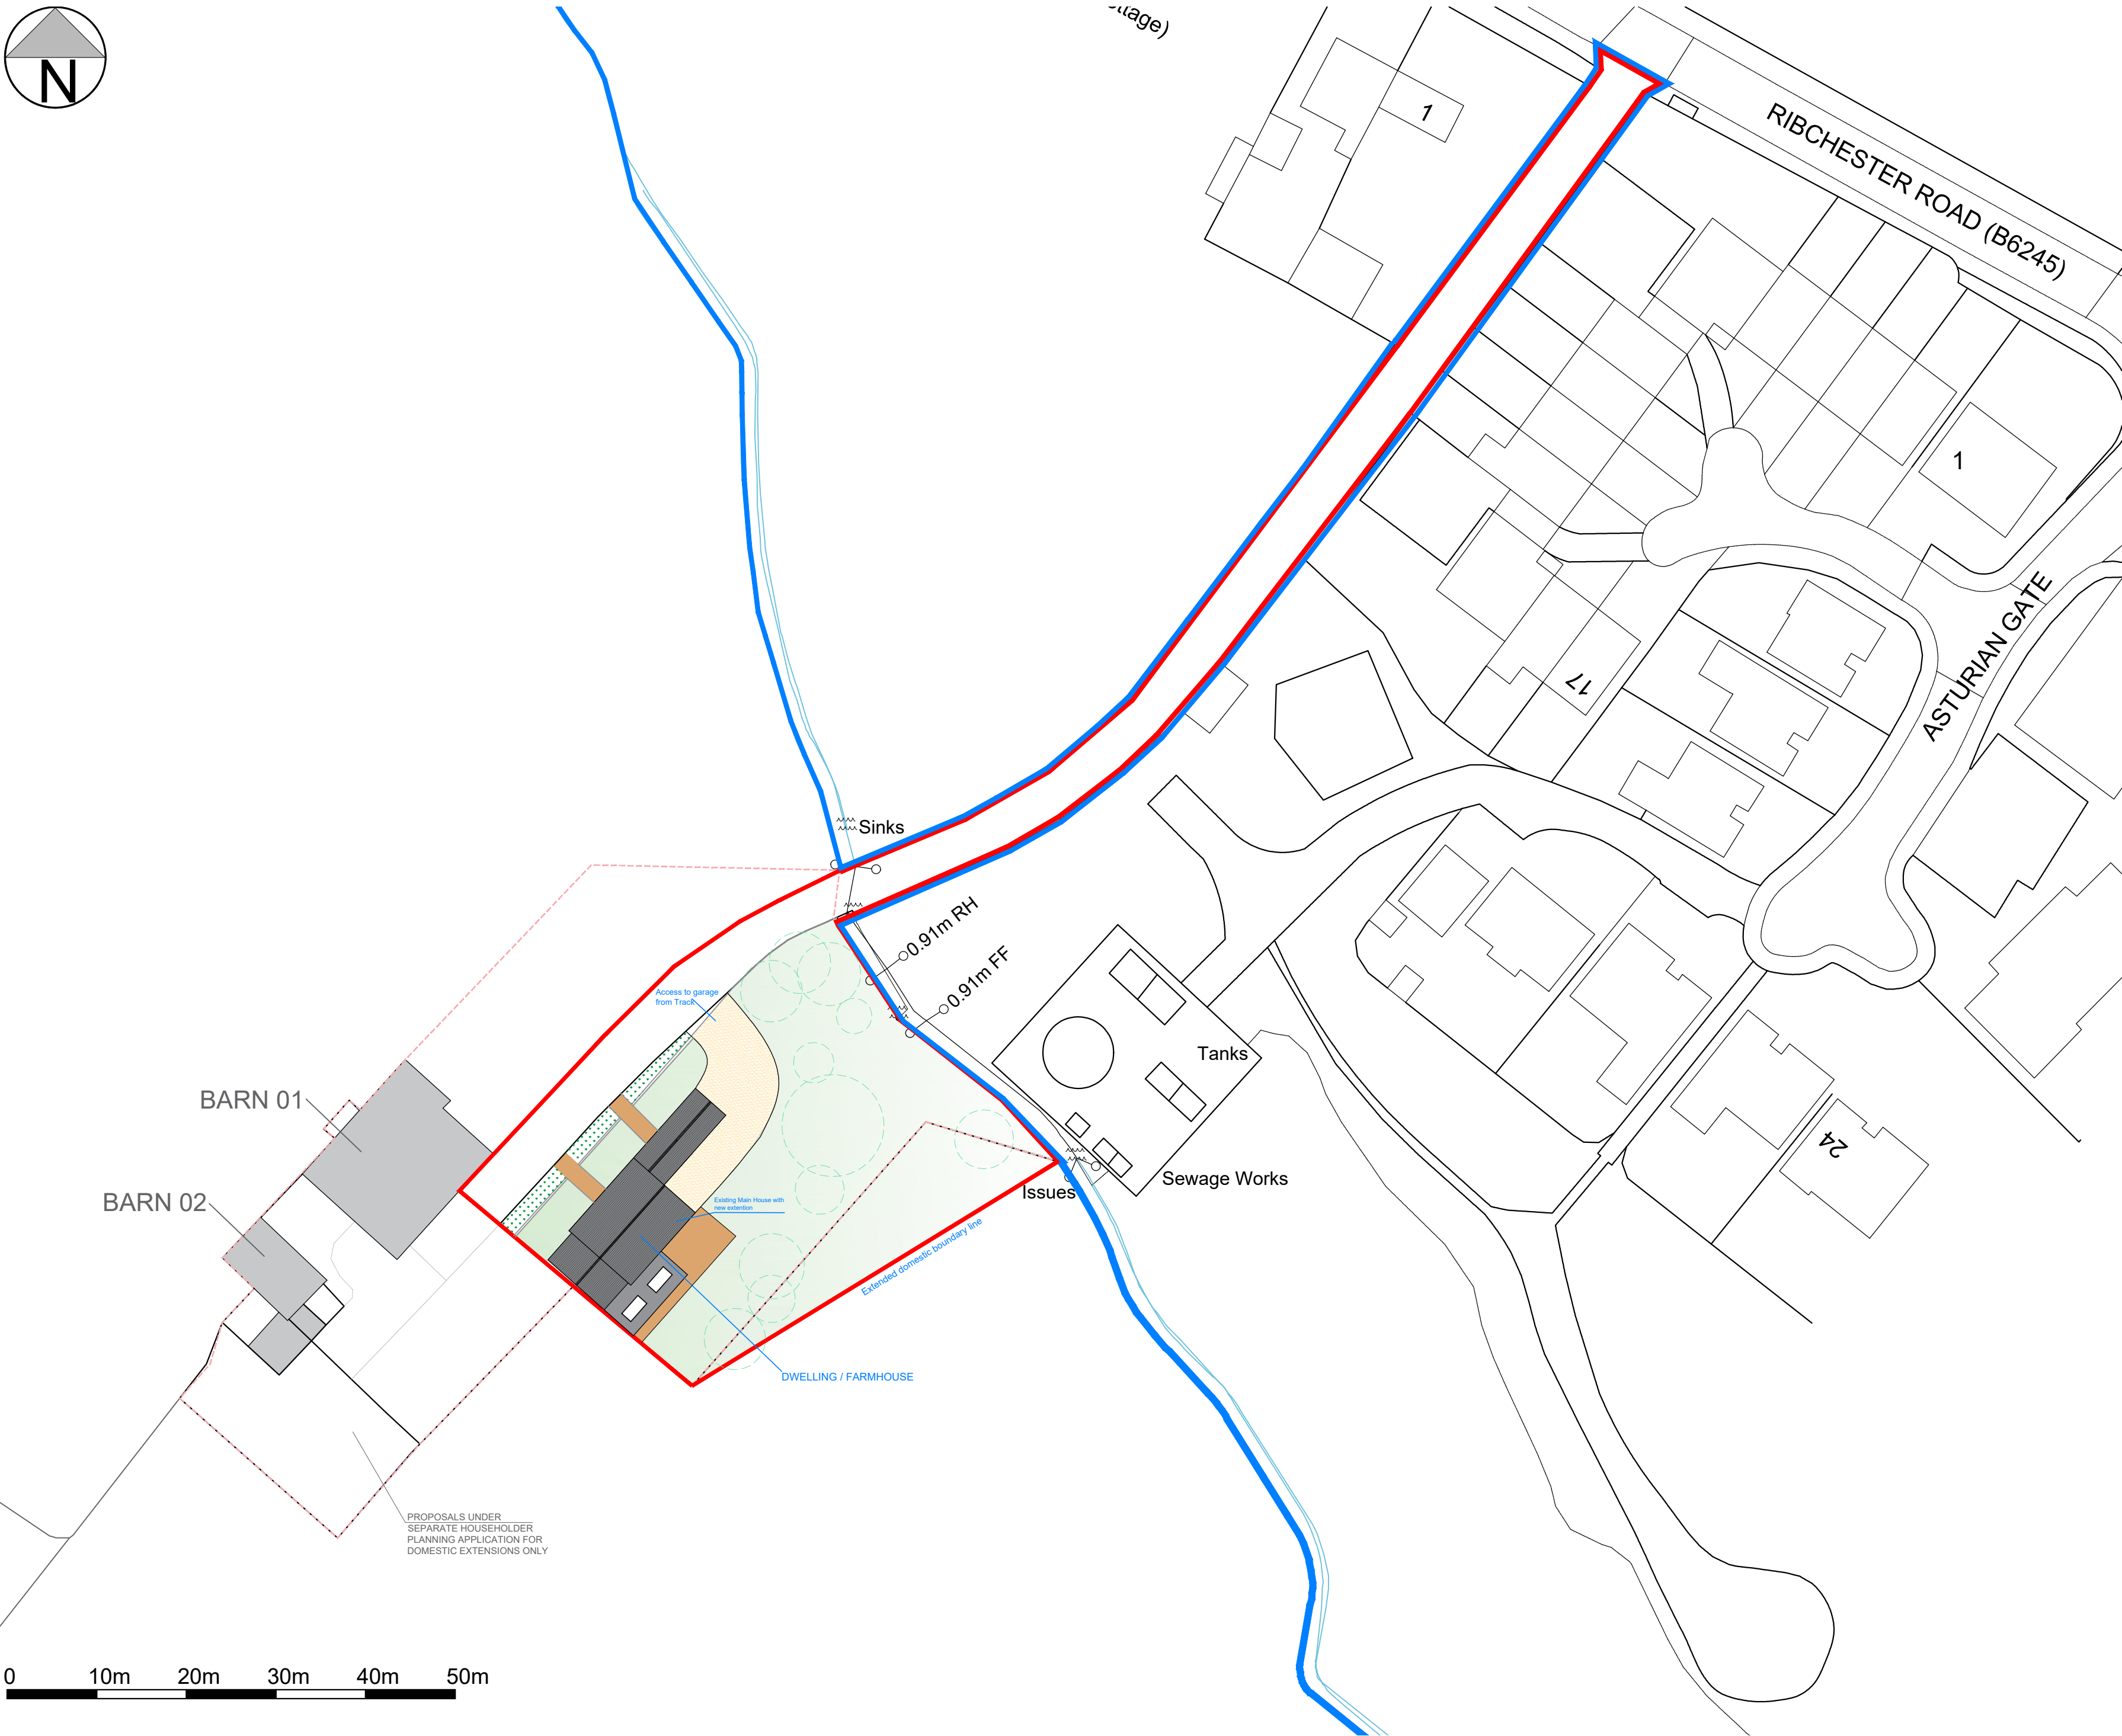 N
1
RIBCHESTER ROAD (B6245)
1
ASTURIAN GATE
17
Sinks
0.91m RH
0.91m FF
Access to garage
from Track
Tanks
BARN 01
24
Sewage Works
Issues
BARN 02
Existing Main House with
new extention
Extended domestic boundary line
DWELLING / FARMHOUSE
PROPOSALS UNDER
SEPARATE HOUSEHOLDER
PLANNING APPLICATION FOR
DOMESTIC EXTENSIONS ONLY
0 10m 20m 30m 40m 50m